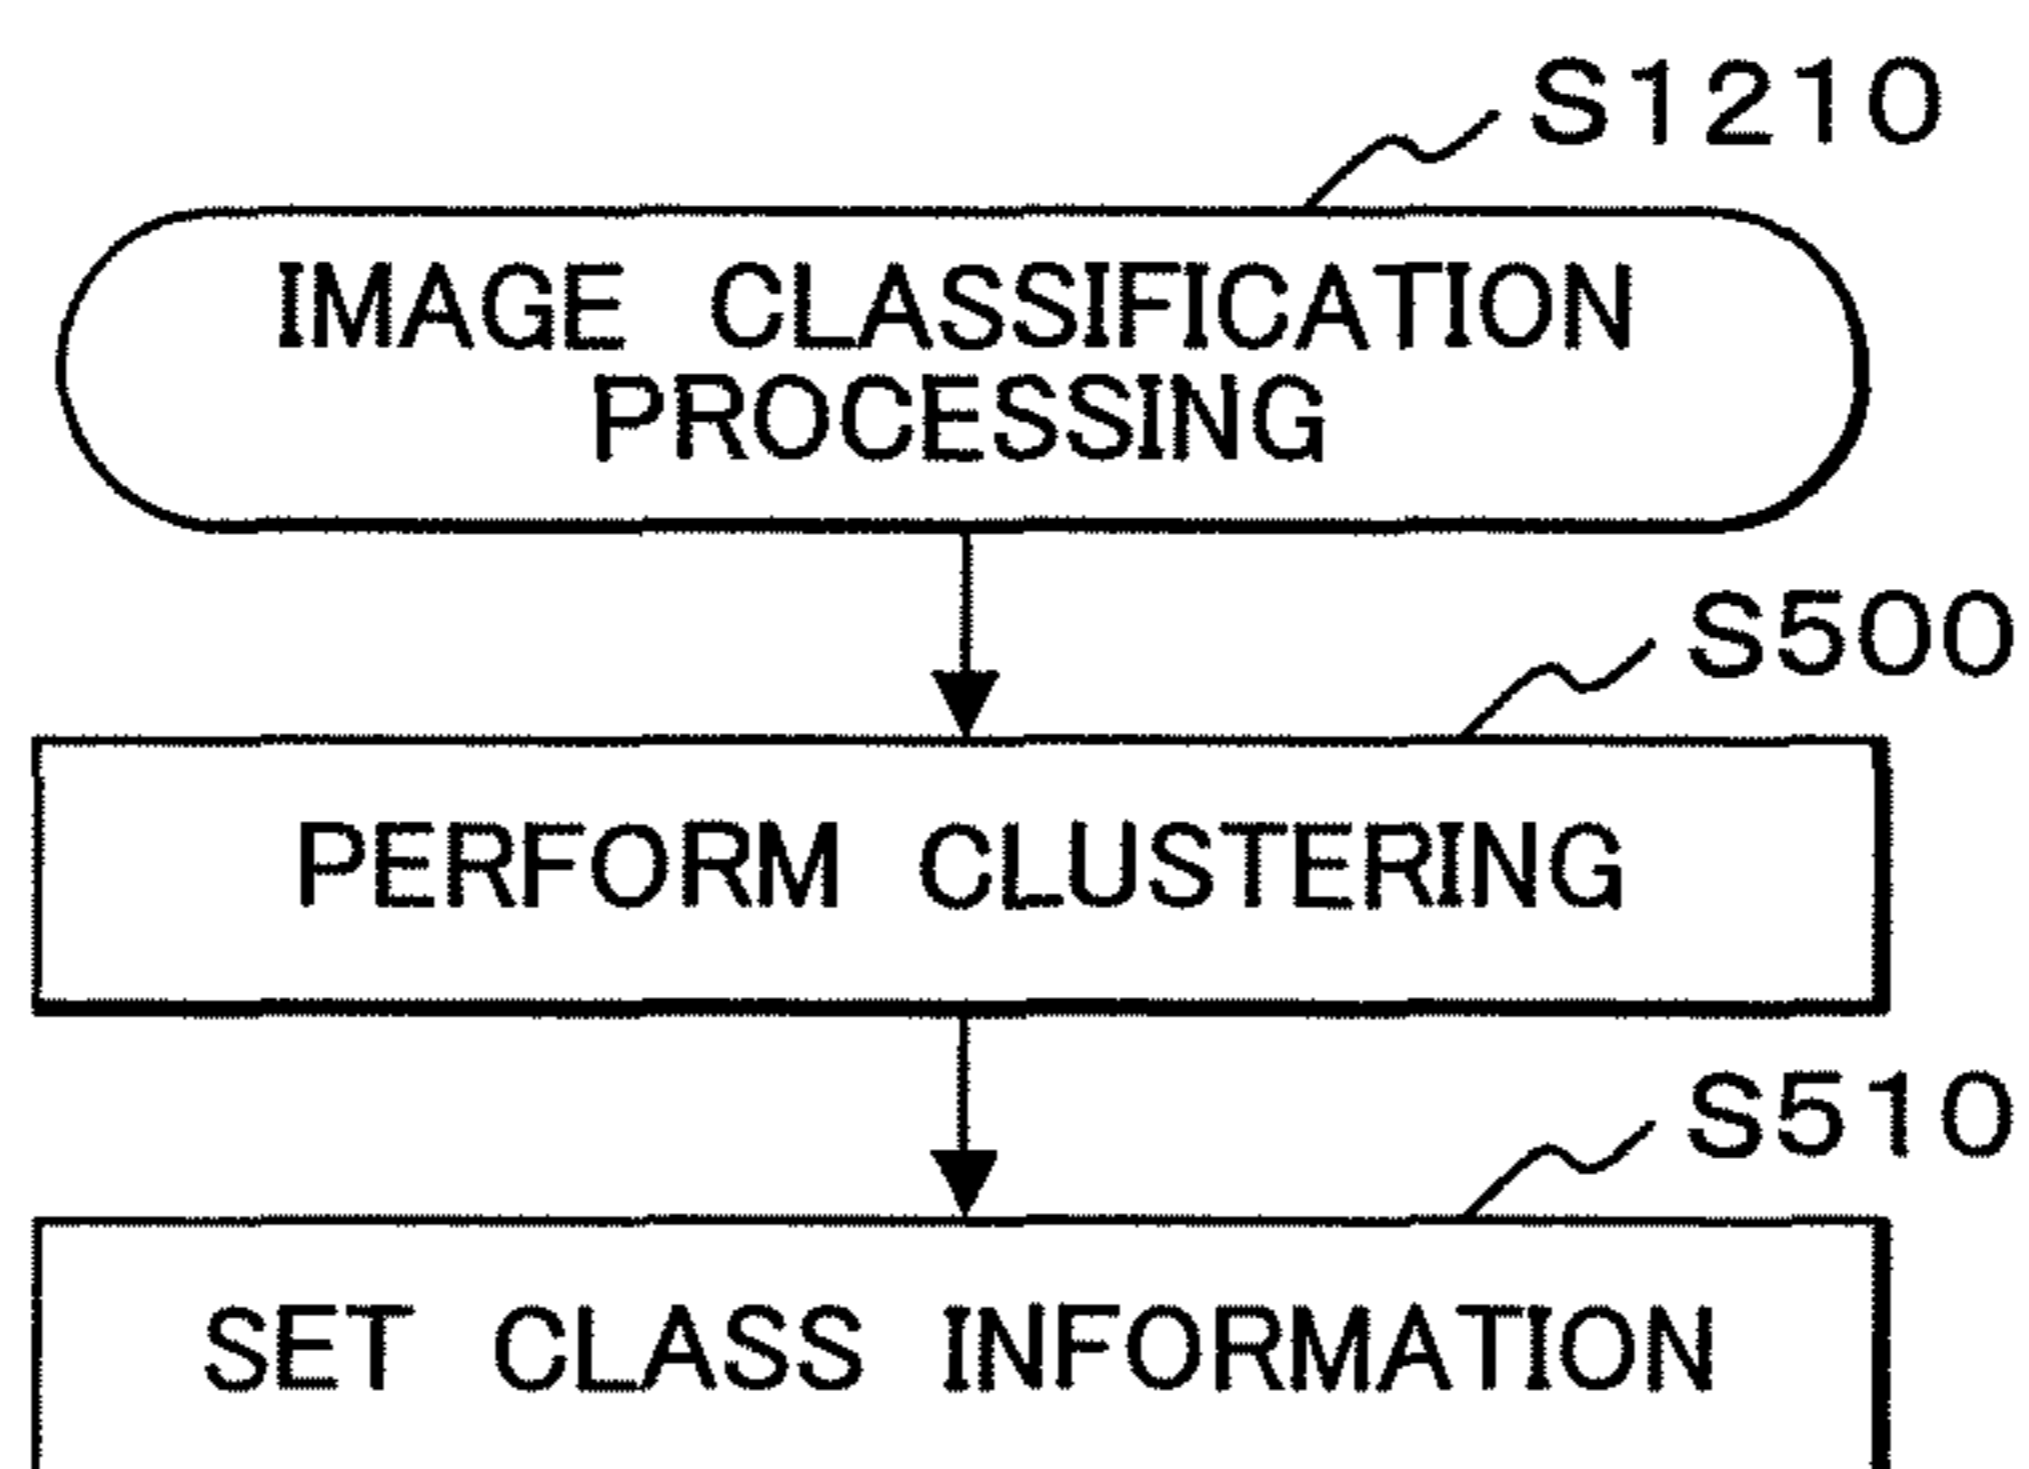 S1210
IMAGE CLASSIFICATION
PROCESSING
S500
PERFORM CLUSTERING
S510
SET CLASS INFORMATION